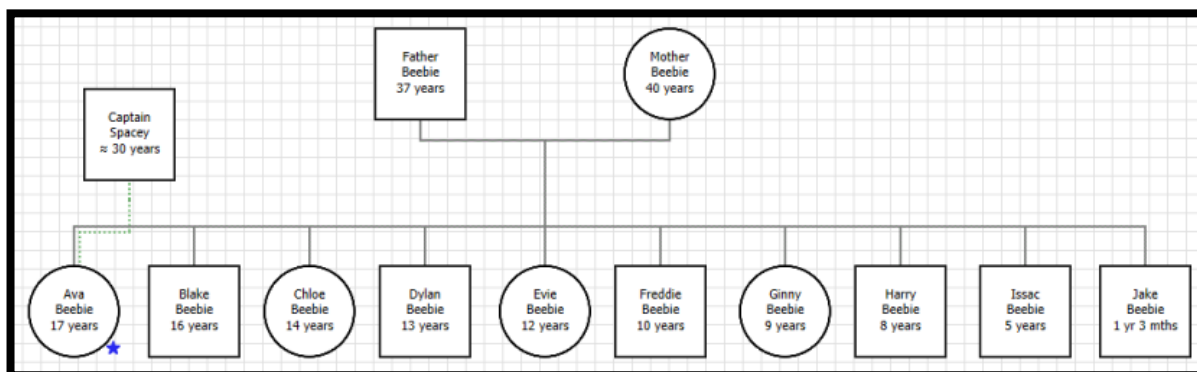 Father
Beebie
37 years
Mother
Beebie
40 years
Captain
Spacey
≈ 30 years
Ava
Beebie
17 years
Blake
Beebie
16 years
Chloe
Beebie
14 years
Dylan
Beebie
13 years
Evie
Beebie
12 years
Freddie
Beebie
10 years
Ginny
Beebie
9 years
Harry
Beebie
8 years
Issac
Beebie
5 years
Jake
Beebie
1 yr 3 mths